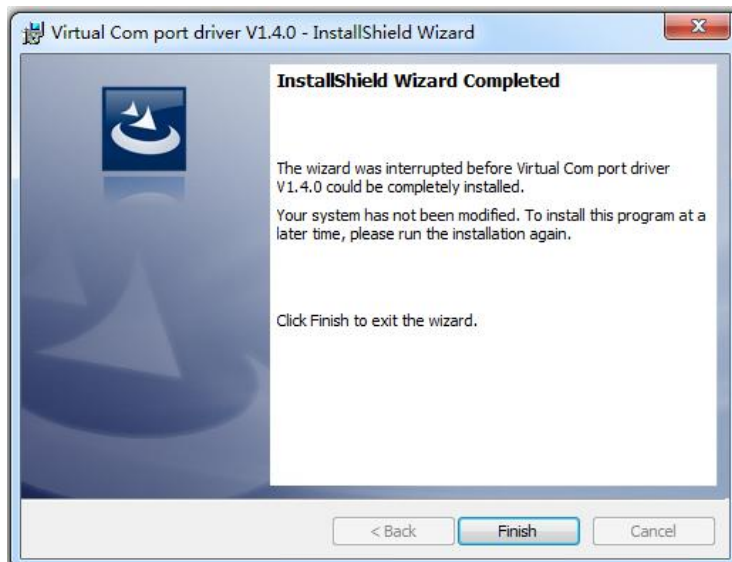 Virtual Com port driver V1.4.0 - InstallShield Wizard
InstallShield Wizard Completed
The wizard was interrupted before Virtual Com port driver
V1.4.0 could be completely installed.
Your system has not been modified. To install this program at a
later time, please run the installation again.
Click Finish to exit the wizard.
< Back
Finish
Cancel